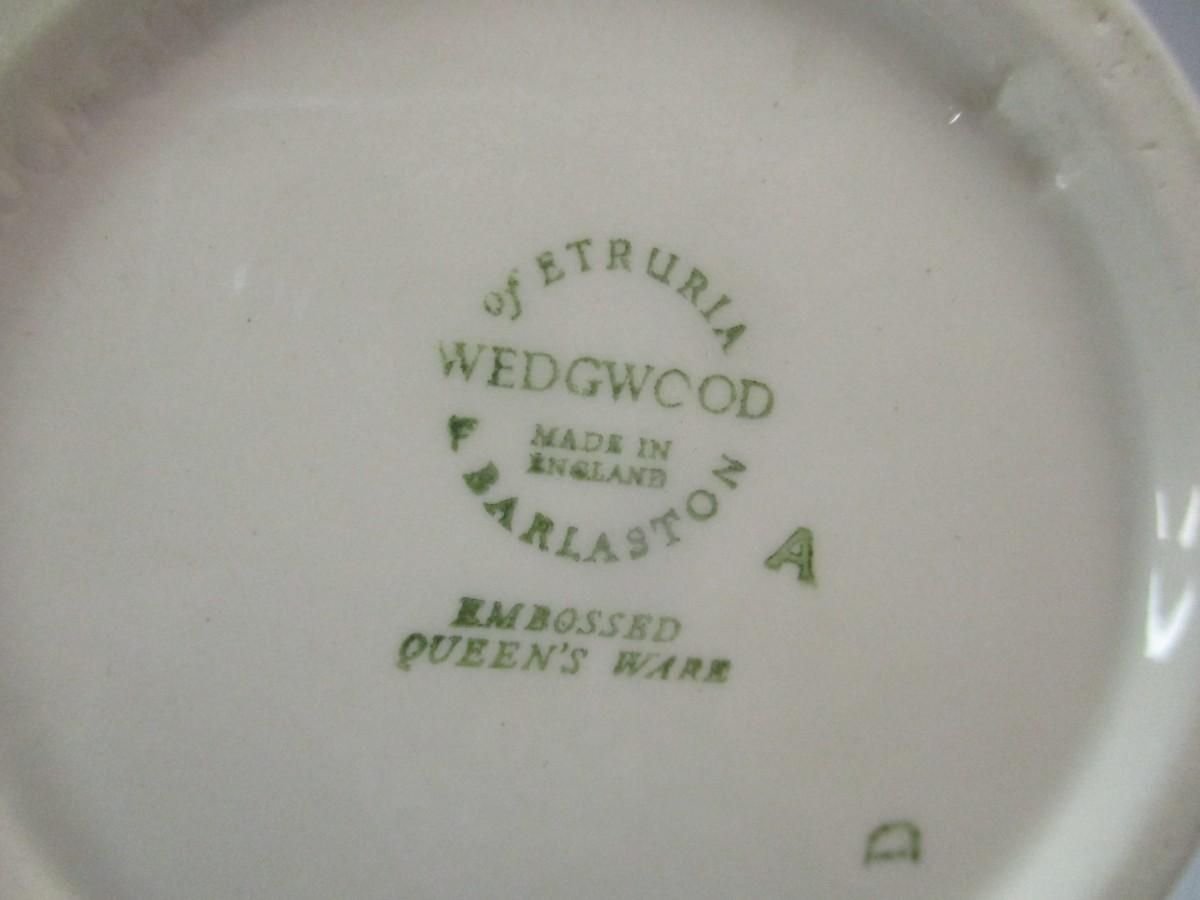 of ETRURIA
WEDGWOOD
MADE IN
ENGLAND
& BARLASTON
A
EMBOSSED
QUEEN'S WARE
D